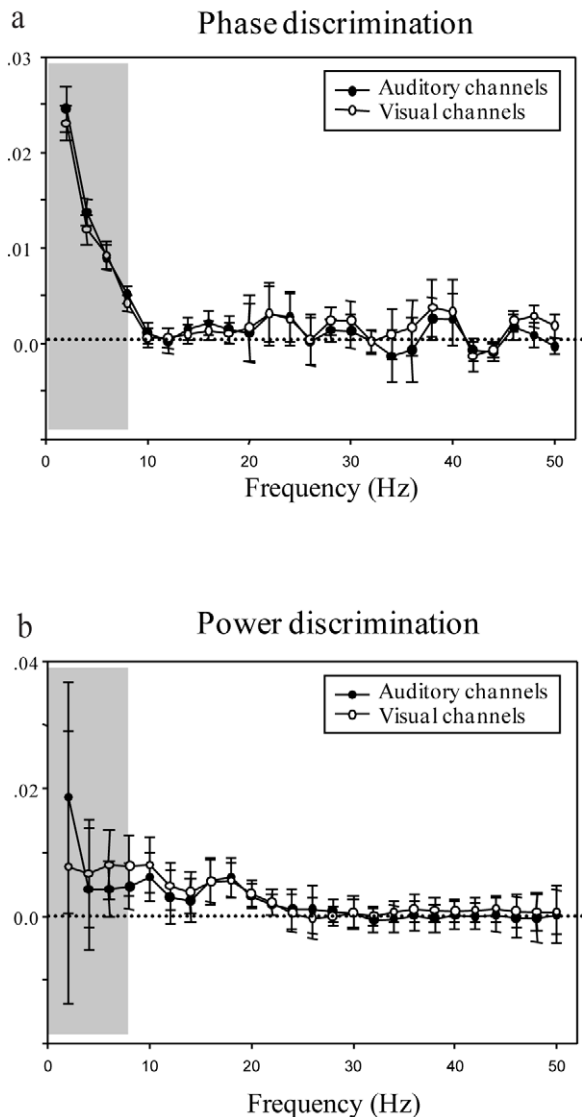 a
Phase discrimination
.03
.02
.01
0.0
Auditory channels
Visual channels
0 10 20 30 40 50
Frequency (Hz)
b
Power discrimination
.04
.02
0.0
Auditory channels
Visual channels
0 10 20 30 40 50
Frequency (Hz)